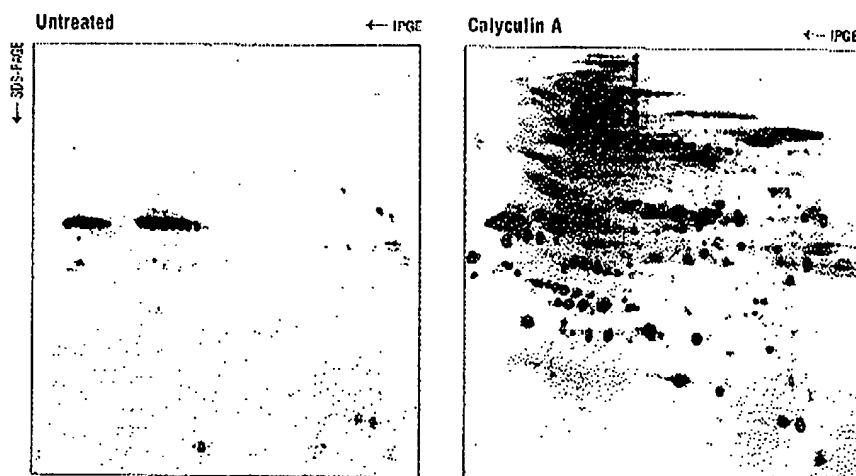 Untreated
← IPGE
← SDS-PAGE
Calyculin A
← IPGE